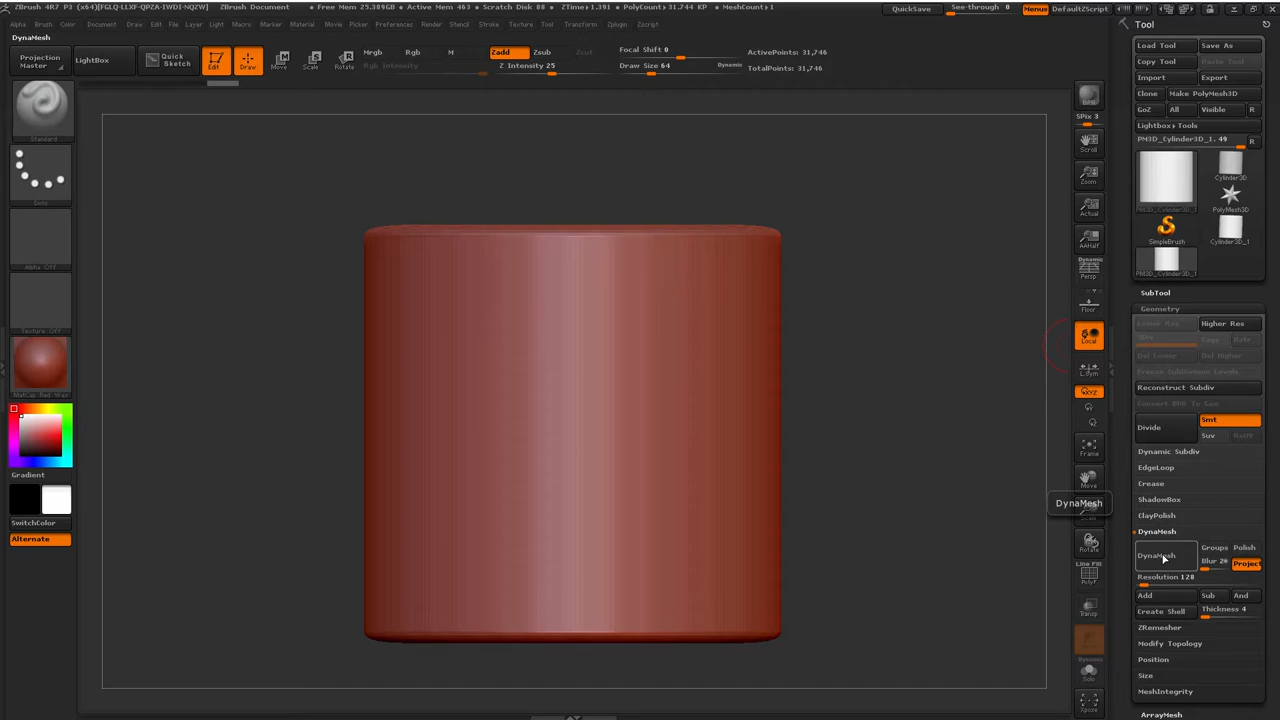 ZBrush 4R7 P3 (x64)[FGLQ-LLXF-QPZA-IWDI-NQZW]   ZBrush Document   • Free Mem 25.389GB • Active Mem 463 • Scratch Disk 88 • ZTime▸1.391 • PolyCount▸31.744 KP • MeshCount▸1
QuickSave   See-through 0   Menus   DefaultZScript
Alpha Brush Color Document Draw Edit File Layer Light Macro Marker Material Movie Picker Preferences Render Stencil Stroke Texture Tool Transform Zplugin Zscript
DynaMesh
Projection Master
LightBox
Quick Sketch
Edit
Draw
Move
Scale
Rotate
Mrgb Rgb M
Rgb Intensity
Zadd Zsub Zcut
Z Intensity 25
Focal Shift 0
Draw Size 64 Dynamic
ActivePoints: 31,746
TotalPoints: 31,746
Standard
Dots
Alpha Off
Texture Off
MatCap Red Wax
Gradient
SwitchColor
Alternate
BPR
SPix 3
Scroll
Zoom
Actual
AAHalf
Dynamic
Persp
Floor
Local
L.Sym
XYZ
Frame
Move
DynaMesh
Scale
Rotate
Line Fill
PolyF
Transp
Dynamic
Solo
Xpose
Tool
Load Tool Save As
Copy Tool Paste Tool
Import Export
Clone Make PolyMesh3D
GoZ All Visible R
Lightbox▸Tools
PM3D_Cylinder3D_1. 49 R
PM3D_Cylinder3D_1
Cylinder3D
PolyMesh3D
SimpleBrush
Cylinder3D_1
PM3D_Cylinder3D_1
SubTool
Geometry
Lower Res Higher Res
SDiv Cage Rstr
Del Lower Del Higher
Freeze SubDivision Levels
Reconstruct Subdiv
Convert BPR To Geo
Divide
Smt
Suv ReUV
Dynamic Subdiv
EdgeLoop
Crease
ShadowBox
ClayPolish
DynaMesh
DynaMesh
Groups Polish
Blur 2 Project
Resolution 128
Add Sub And
Create Shell Thickness 4
ZRemesher
Modify Topology
Position
Size
MeshIntegrity
ArrayMesh